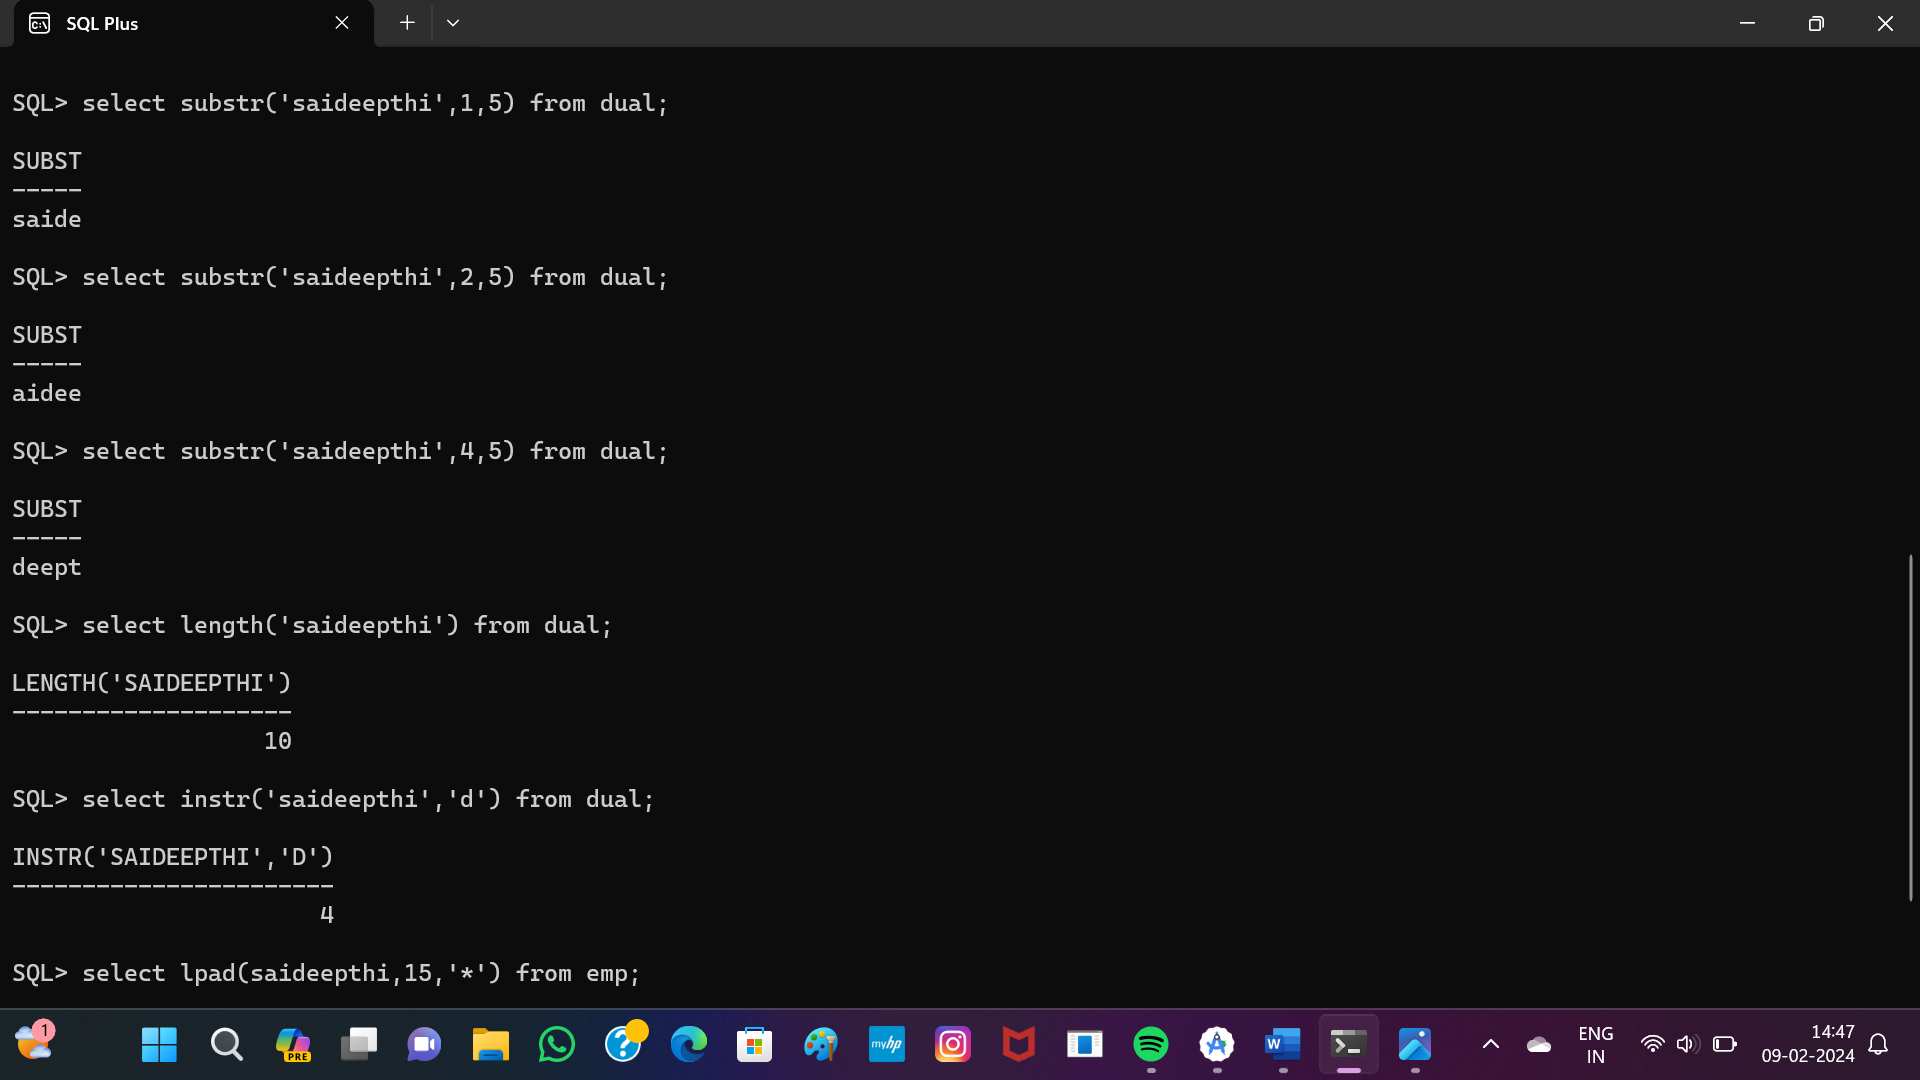 SQL Plus
SQL> select substr('saideepthi',1,5) from dual;
SUBST
-----
saide
SQL> select substr('saideepthi',2,5) from dual;
SUBST
-----
aidee
SQL> select substr('saideepthi',4,5) from dual;
SUBST
-----
deept
SQL> select length('saideepthi') from dual;
LENGTH('SAIDEEPTHI')
--------------------
10
SQL> select instr('saideepthi','d') from dual;
INSTR('SAIDEEPTHI','D')
-----------------------
4
SQL> select lpad(saideepthi,15,'*') from emp;
1
PRE
?
myhp
W
ENG
IN
14:47
09-02-2024